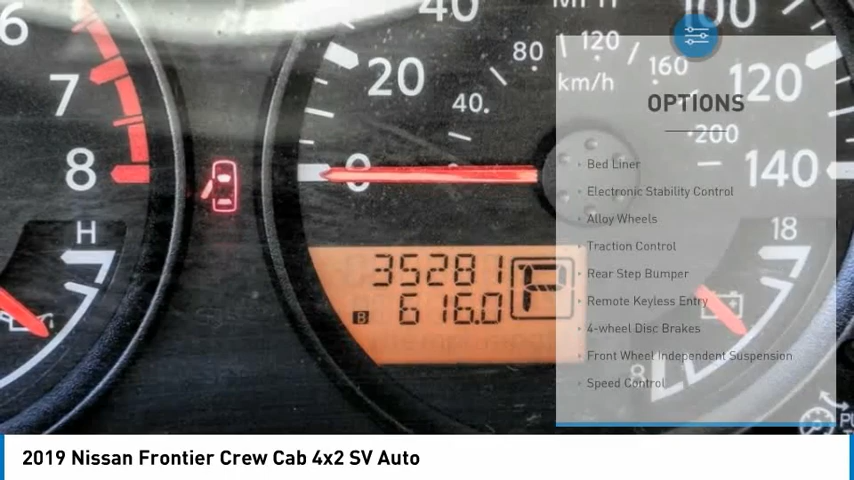 40 MPH 100
6 80 120
20 160 120
7 km/h
40.
OPTIONS
200
8 0 140
Bed Liner
Electronic Stability Control
Alloy Wheels
H 18
Traction Control
35281 P
Rear Step Bumper
B 616.0
Remote Keyless Entry
4-wheel Disc Brakes
Front Wheel Independent Suspension
8
Speed Control
2019 Nissan Frontier Crew Cab 4x2 SV Auto